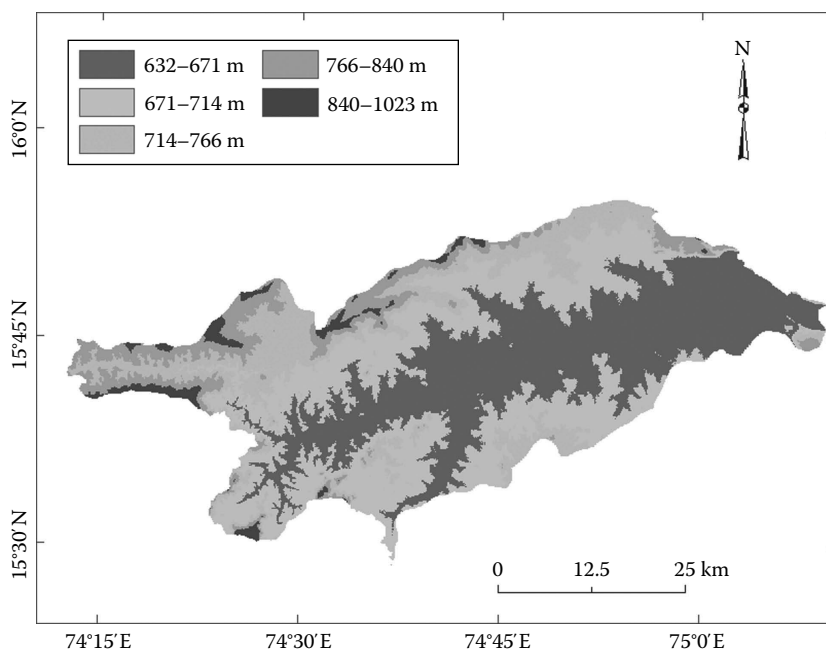 632–671 m
766–840 m
671–714 m
840–1023 m
714–766 m
N
16°0′N
15°45′N
15°30′N
0
12.5
25 km
74°15′E
74°30′E
74°45′E
75°0′E